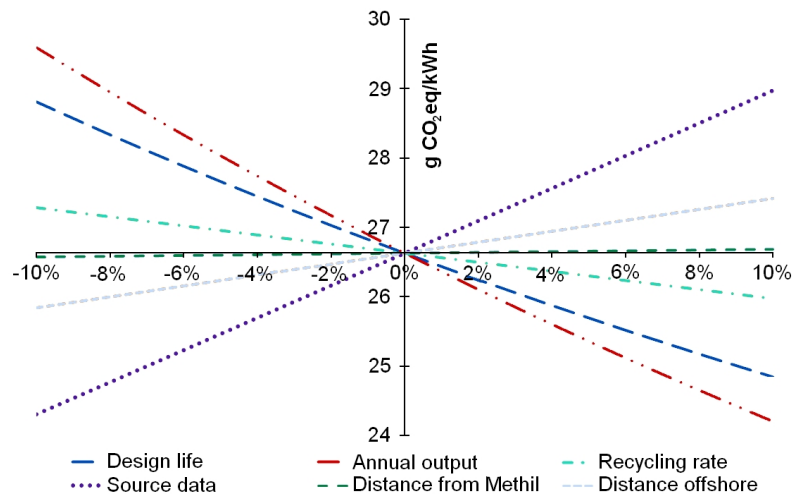 30
29
28
27
26
25
24
g CO₂eq/kWh
-10% -8% -6% -4% -2% 0% 2% 4% 6% 8% 10%
Design life Annual output Recycling rate
Source data Distance from Methil Distance offshore